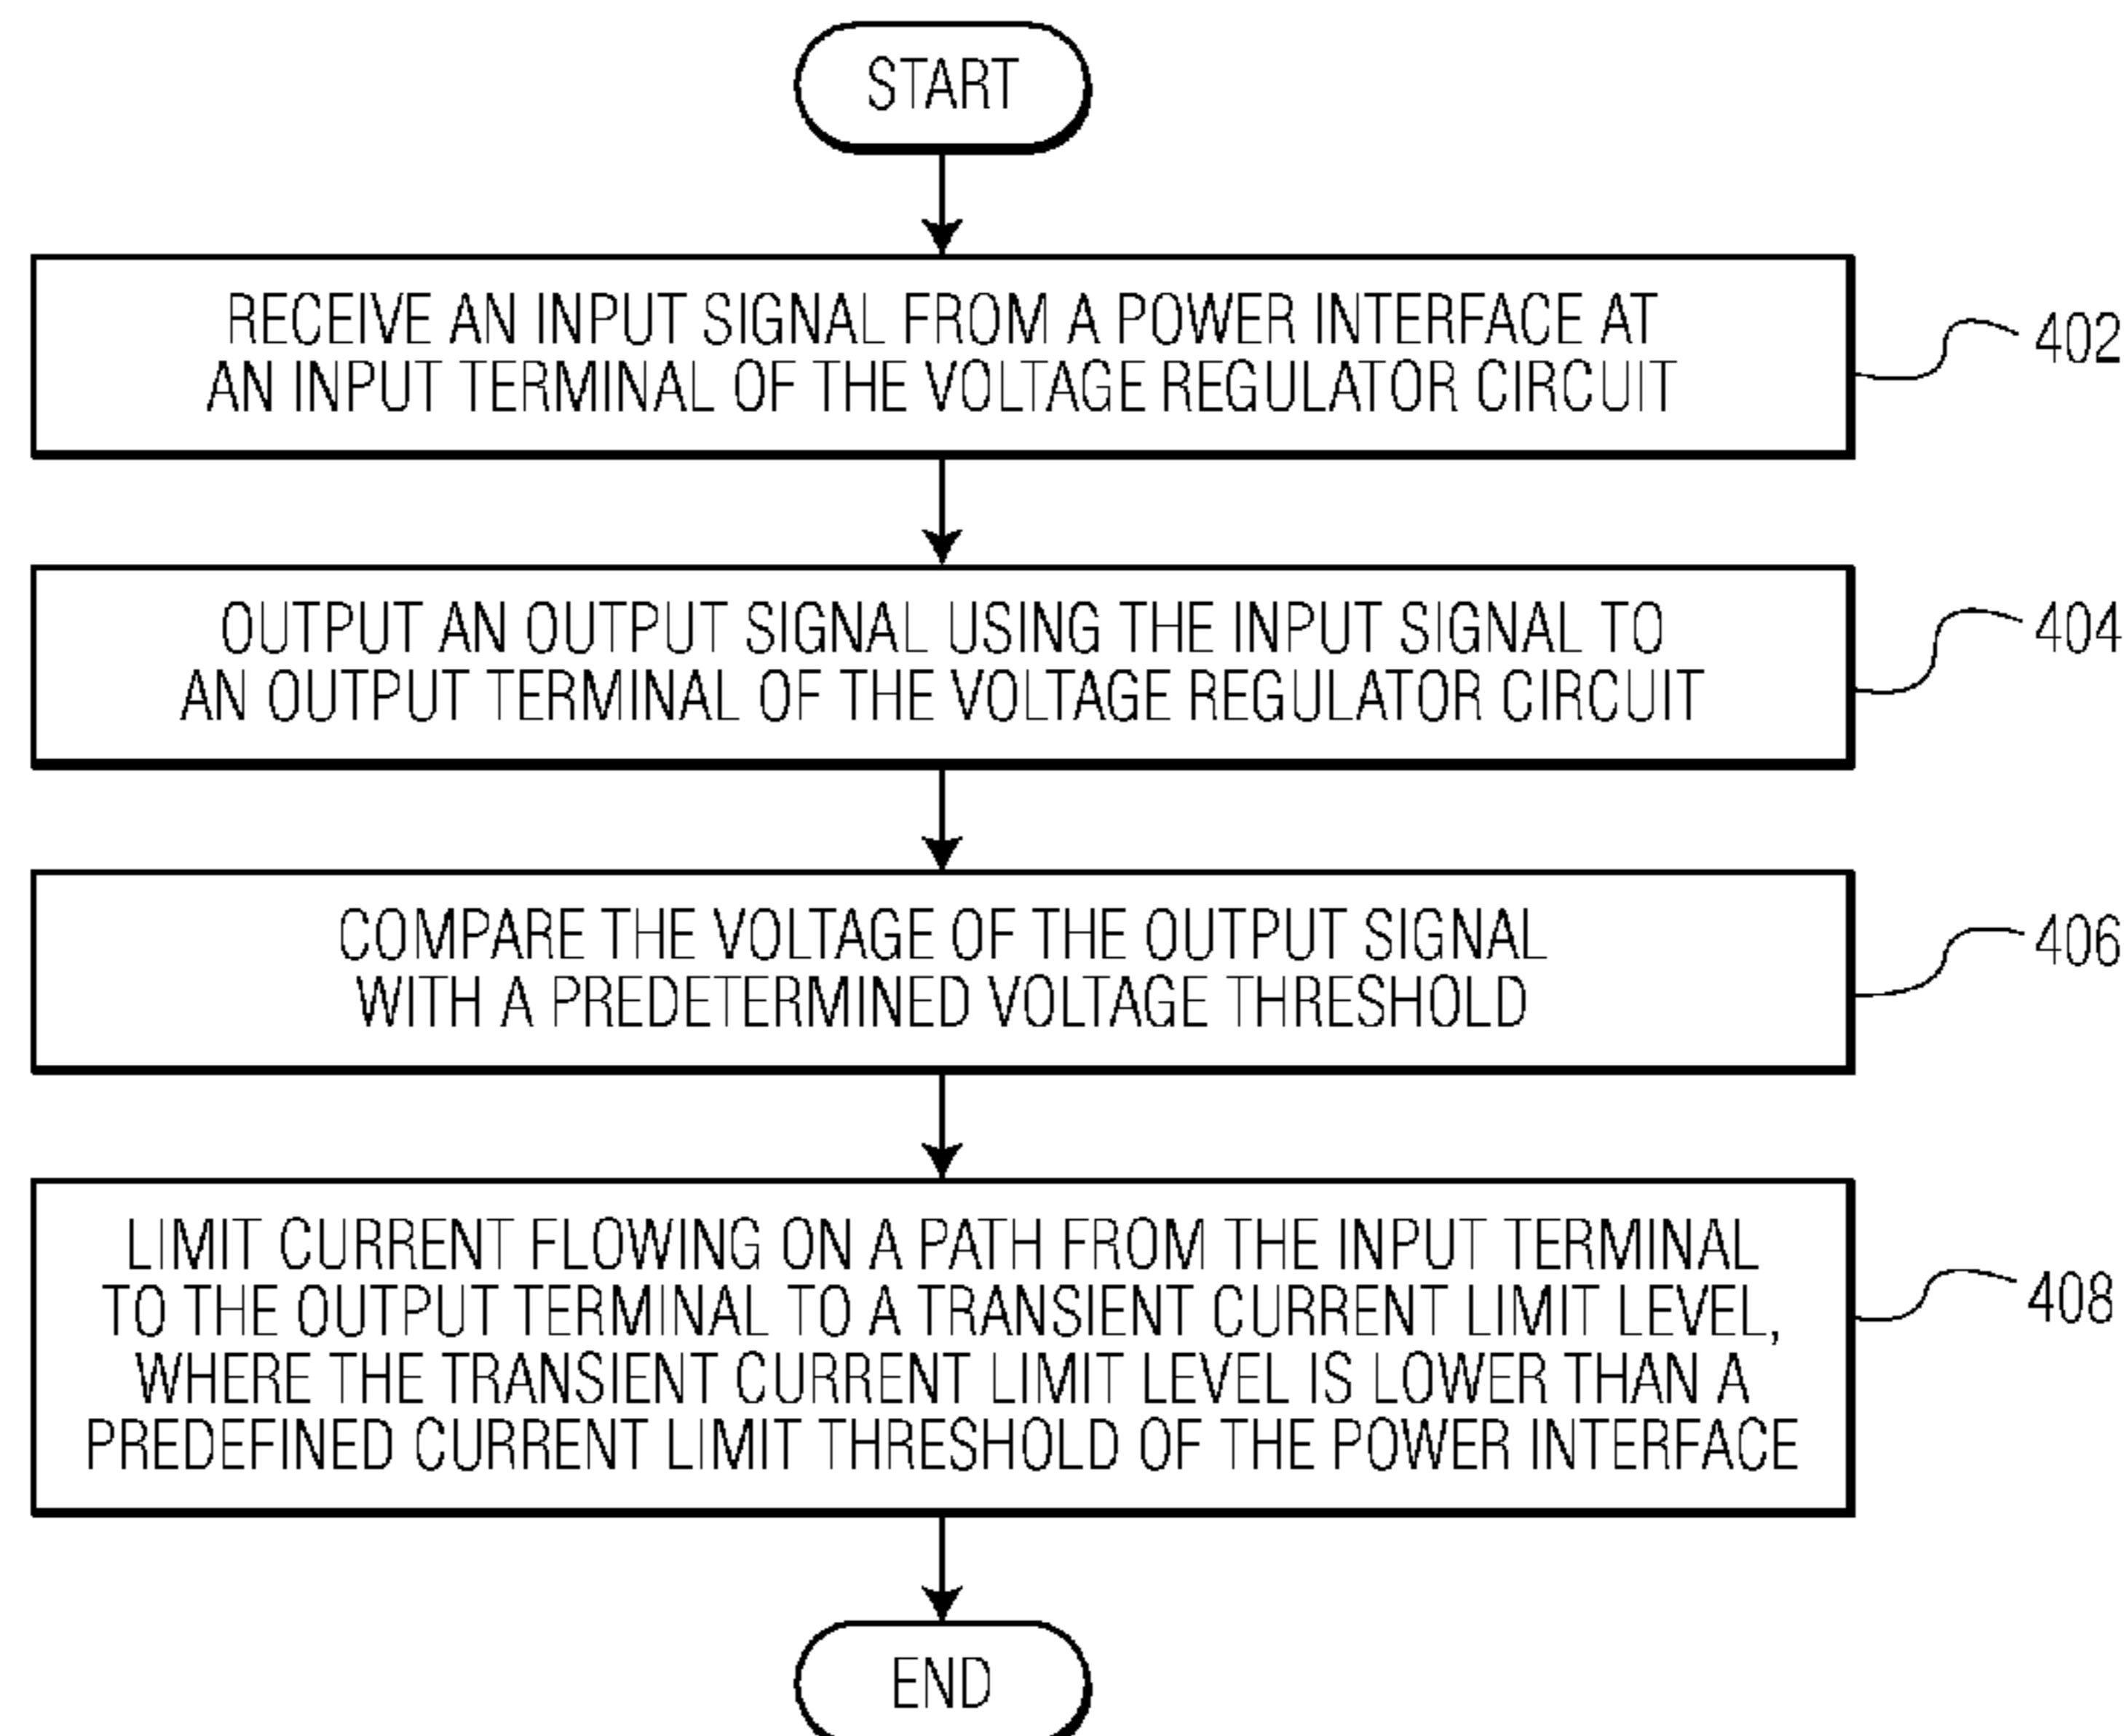 START
RECEIVE AN INPUT SIGNAL FROM A POWER INTERFACE AT
AN INPUT TERMINAL OF THE VOLTAGE REGULATOR CIRCUIT
402
OUTPUT AN OUTPUT SIGNAL USING THE INPUT SIGNAL TO
AN OUTPUT TERMINAL OF THE VOLTAGE REGULATOR CIRCUIT
404
COMPARE THE VOLTAGE OF THE OUTPUT SIGNAL
WITH A PREDETERMINED VOLTAGE THRESHOLD
406
LIMIT CURRENT FLOWING ON A PATH FROM THE INPUT TERMINAL
TO THE OUTPUT TERMINAL TO A TRANSIENT CURRENT LIMIT LEVEL,
WHERE THE TRANSIENT CURRENT LIMIT LEVEL IS LOWER THAN A
PREDEFINED CURRENT LIMIT THRESHOLD OF THE POWER INTERFACE
408
END